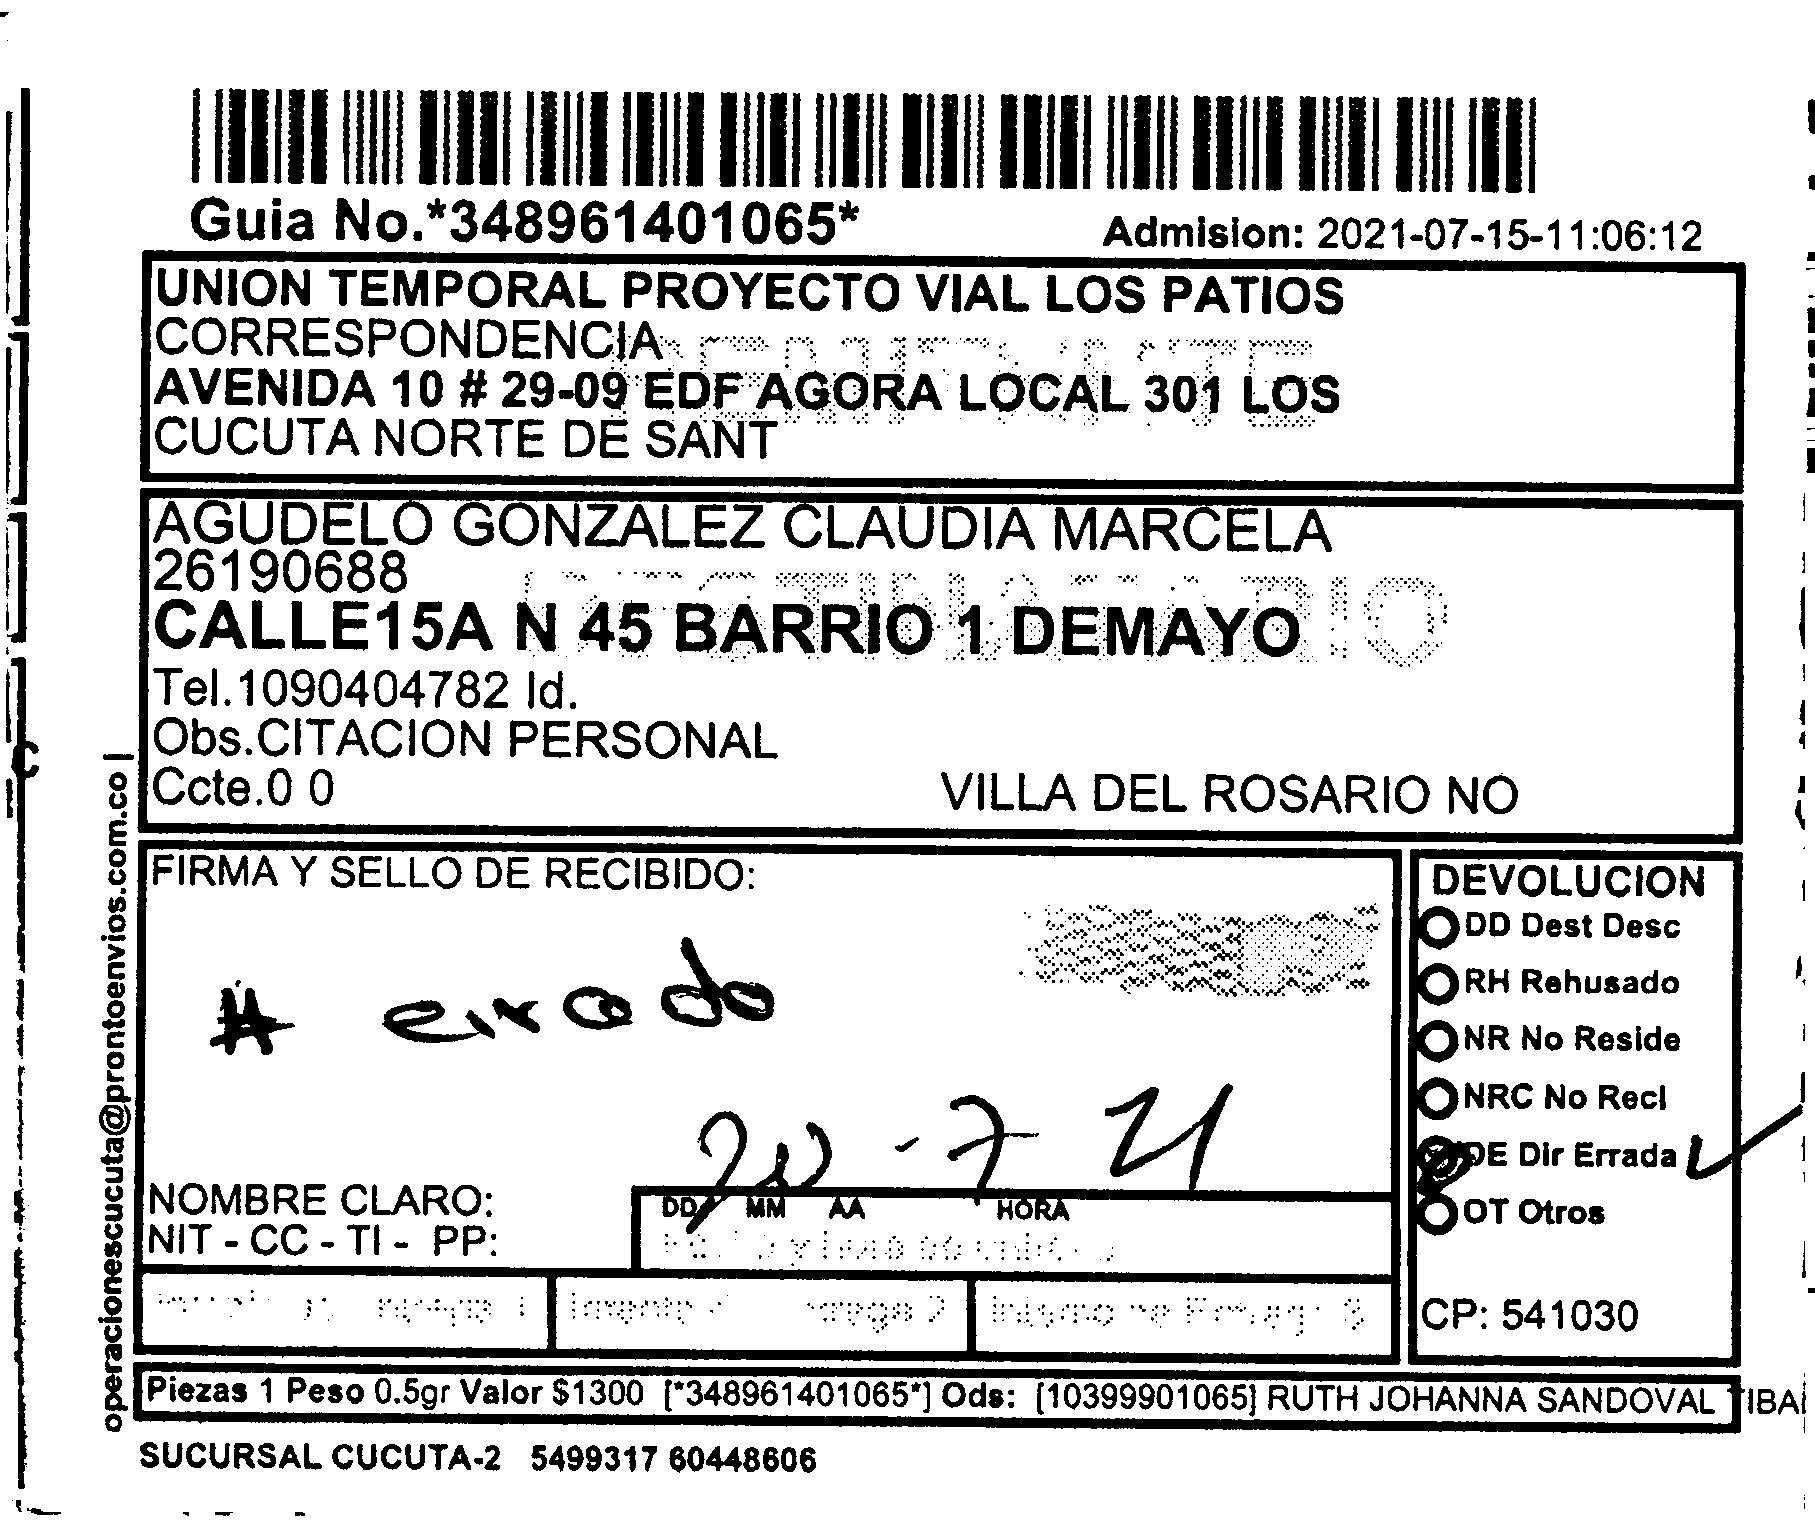 Guia No.*348961401065*
Admision: 2021-07-15-11:06:12
UNION TEMPORAL PROYECTO VIAL LOS PATIOS
CORRESPONDENCIA
AVENIDA 10 # 29-09 EDF AGORA LOCAL 301 LOS
CUCUTA NORTE DE SANT
AGUDELO GONZALEZ CLAUDIA MARCELA
26190688
DESTINATARIO
CALLE15A N 45 BARRIO 1 DEMAYO
Tel.1090404782 Id.
Obs.CITACION PERSONAL
Ccte.0 0
VILLA DEL ROSARIO NO
operacionescucuta@prontoenvios.com.co |
FIRMA Y SELLO DE RECIBIDO:
# errado
20 - 7 21
NOMBRE CLARO:
NIT - CC - TI - PP:
DD MM AA HORA
DEVOLUCION
DD Dest Desc
RH Rehusado
NR No Reside
NRC No Recl
DE Dir Errada
OT Otros
CP: 541030
Piezas 1 Peso 0.5gr Valor $1300 [*348961401065*] Ods: [10399901065] RUTH JOHANNA SANDOVAL TIBA
SUCURSAL CUCUTA-2 5499317 60448606